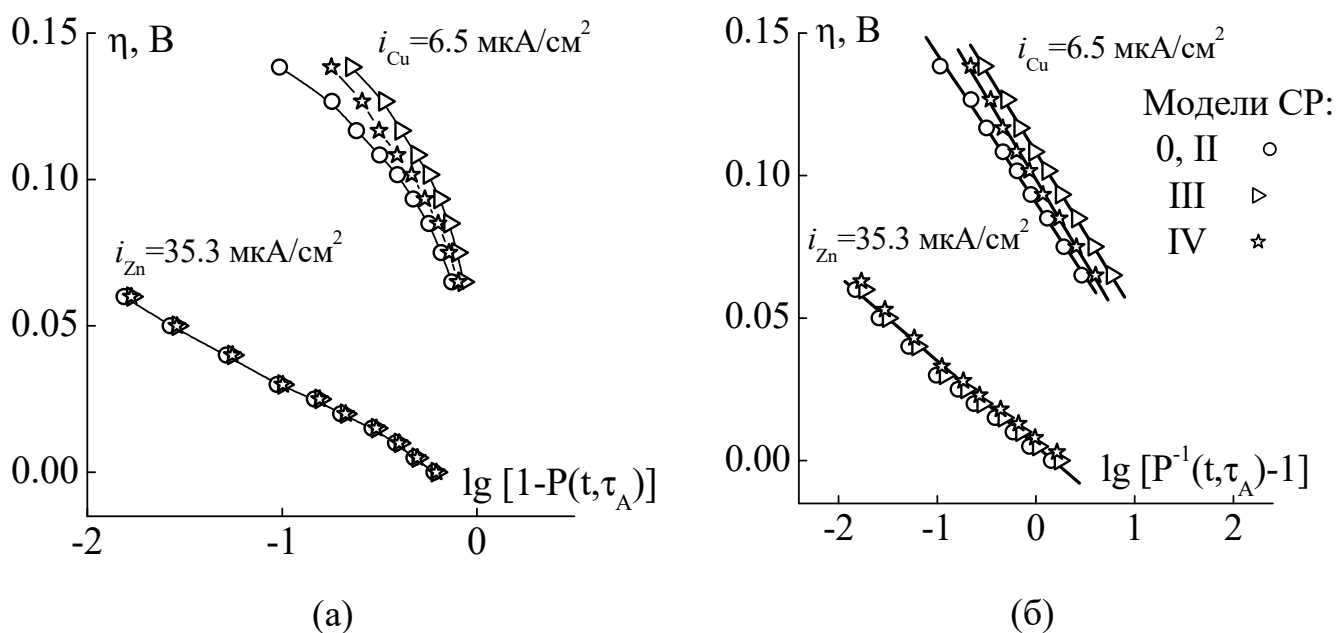 0.15
η, В
i_Cu=6.5 мкА/см²
0.10
i_Zn=35.3 мкА/см²
0.05
0.00
lg [1-P(t,τ_A)]
-2
-1
0
(а)
0.15
η, В
i_Cu=6.5 мкА/см²
Модели СР:
0, II
III
IV
0.10
i_Zn=35.3 мкА/см²
0.05
0.00
lg [P⁻¹(t,τ_A)-1]
-2
-1
0
1
2
(б)